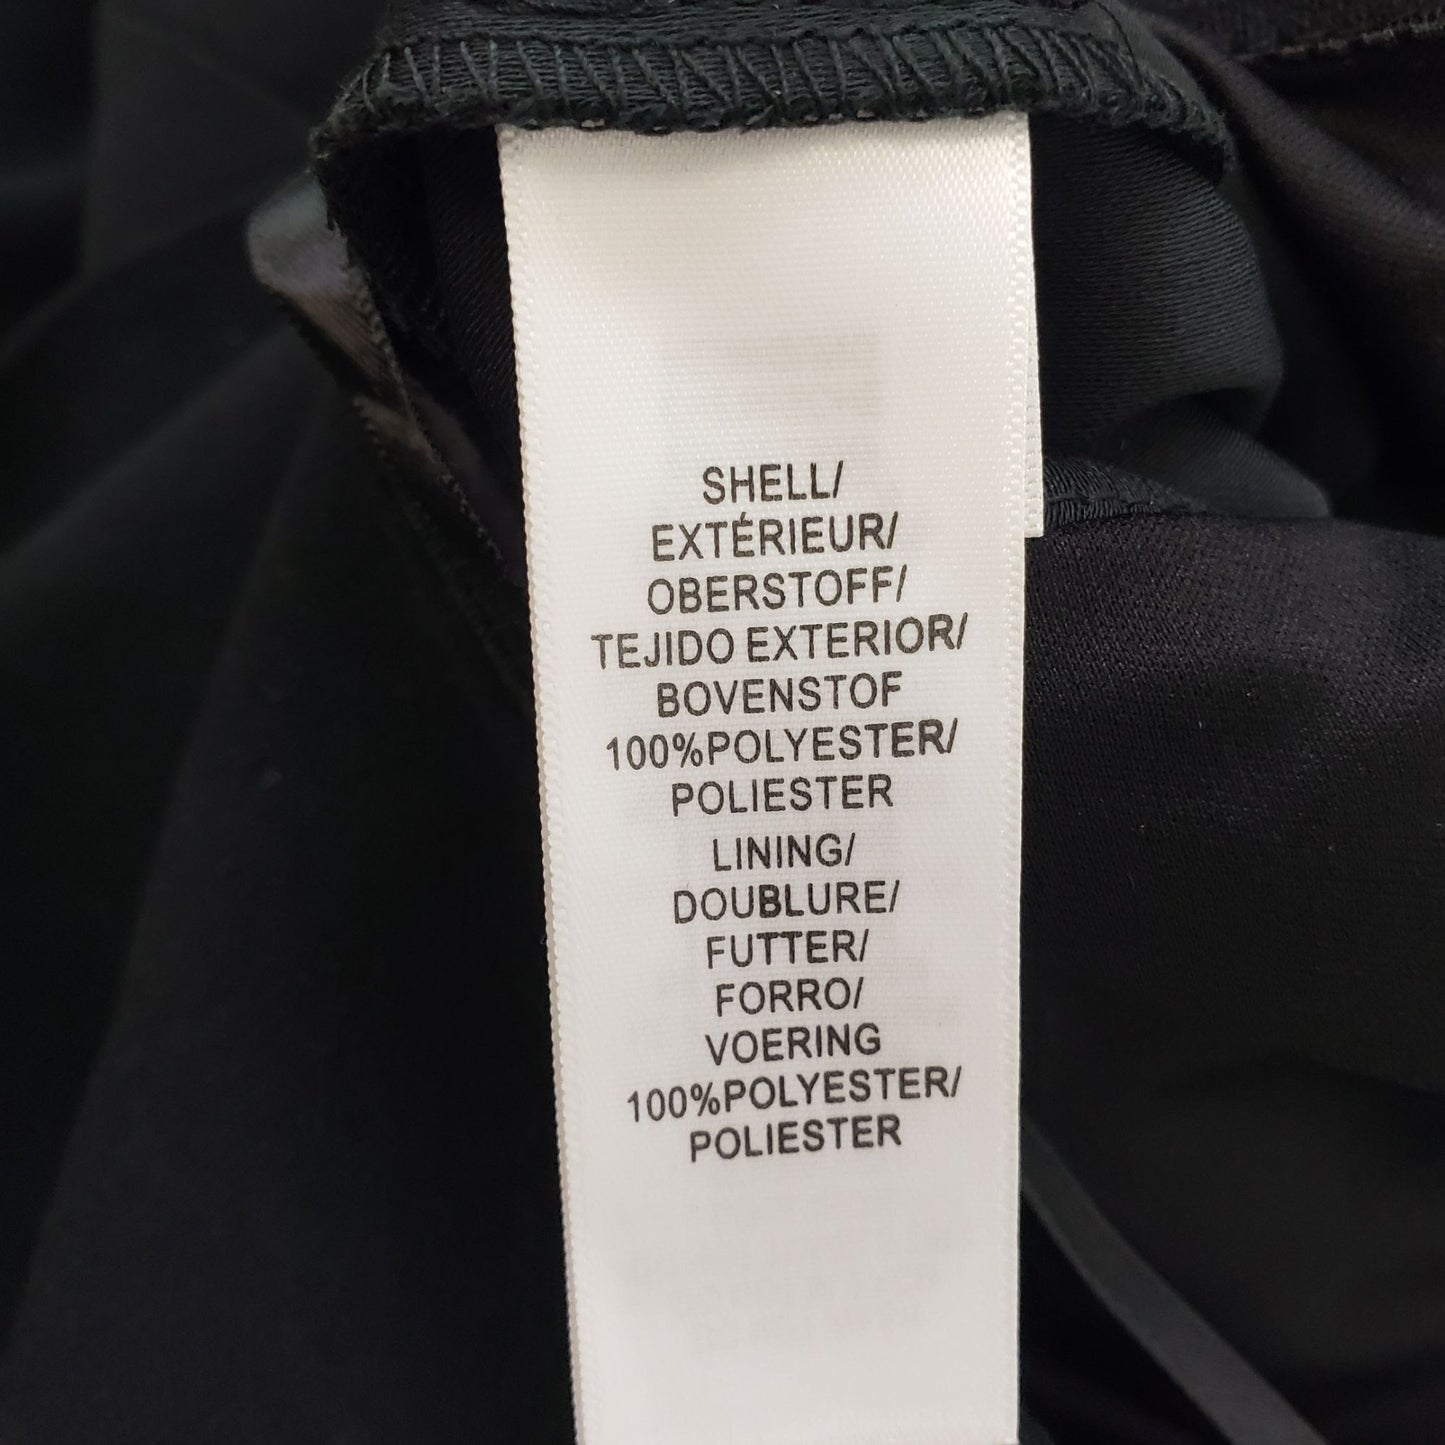 SHELL/
EXTÉRIEUR/
OBERSTOFF/
TEJIDO EXTERIOR/
BOVENSTOF
100%POLYESTER/
POLIESTER
LINING/
DOUBLURE/
FUTTER/
FORRO/
VOERING
100%POLYESTER/
POLIESTER